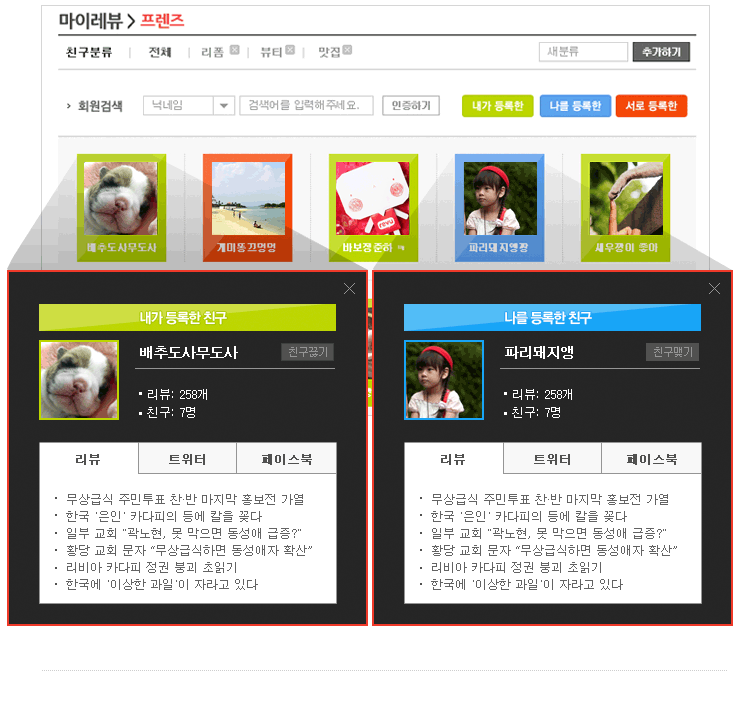 마이레뷰 > 프렌즈
친구분류 | 전체 | 리폼 | 뷰티 | 맛집 새분류 추가하기
회원검색 닉네임 검색어를 입력해주세요. 인증하기 내가 등록한 나를 등록한 서로 등록한
배추도사무도사 개미똥꼬멍멍 바보장준하 파리돼지앵장 새우깡이 좋아
내가 등록한 친구
배추도사무도사 친구끊기
리뷰: 258개
친구: 7명
리뷰 트위터 페이스북
무상급식 주민투표 찬·반 마지막 홍보전 가열
한국 '은인' 카다피의 등에 칼을 꽂다
일부 교회 "곽노현, 못 막으면 동성애 급증?"
황당 교회 문자 “무상급식하면 동성애자 확산”
리비아 카다피 정권 붕괴 초읽기
한국에 '이상한 과일'이 자라고 있다
나를 등록한 친구
파리돼지앵 친구맺기
리뷰: 258개
친구: 7명
리뷰 트위터 페이스북
무상급식 주민투표 찬·반 마지막 홍보전 가열
한국 '은인' 카다피의 등에 칼을 꽂다
일부 교회 "곽노현, 못 막으면 동성애 급증?"
황당 교회 문자 “무상급식하면 동성애자 확산”
리비아 카다피 정권 붕괴 초읽기
한국에 '이상한 과일'이 자라고 있다